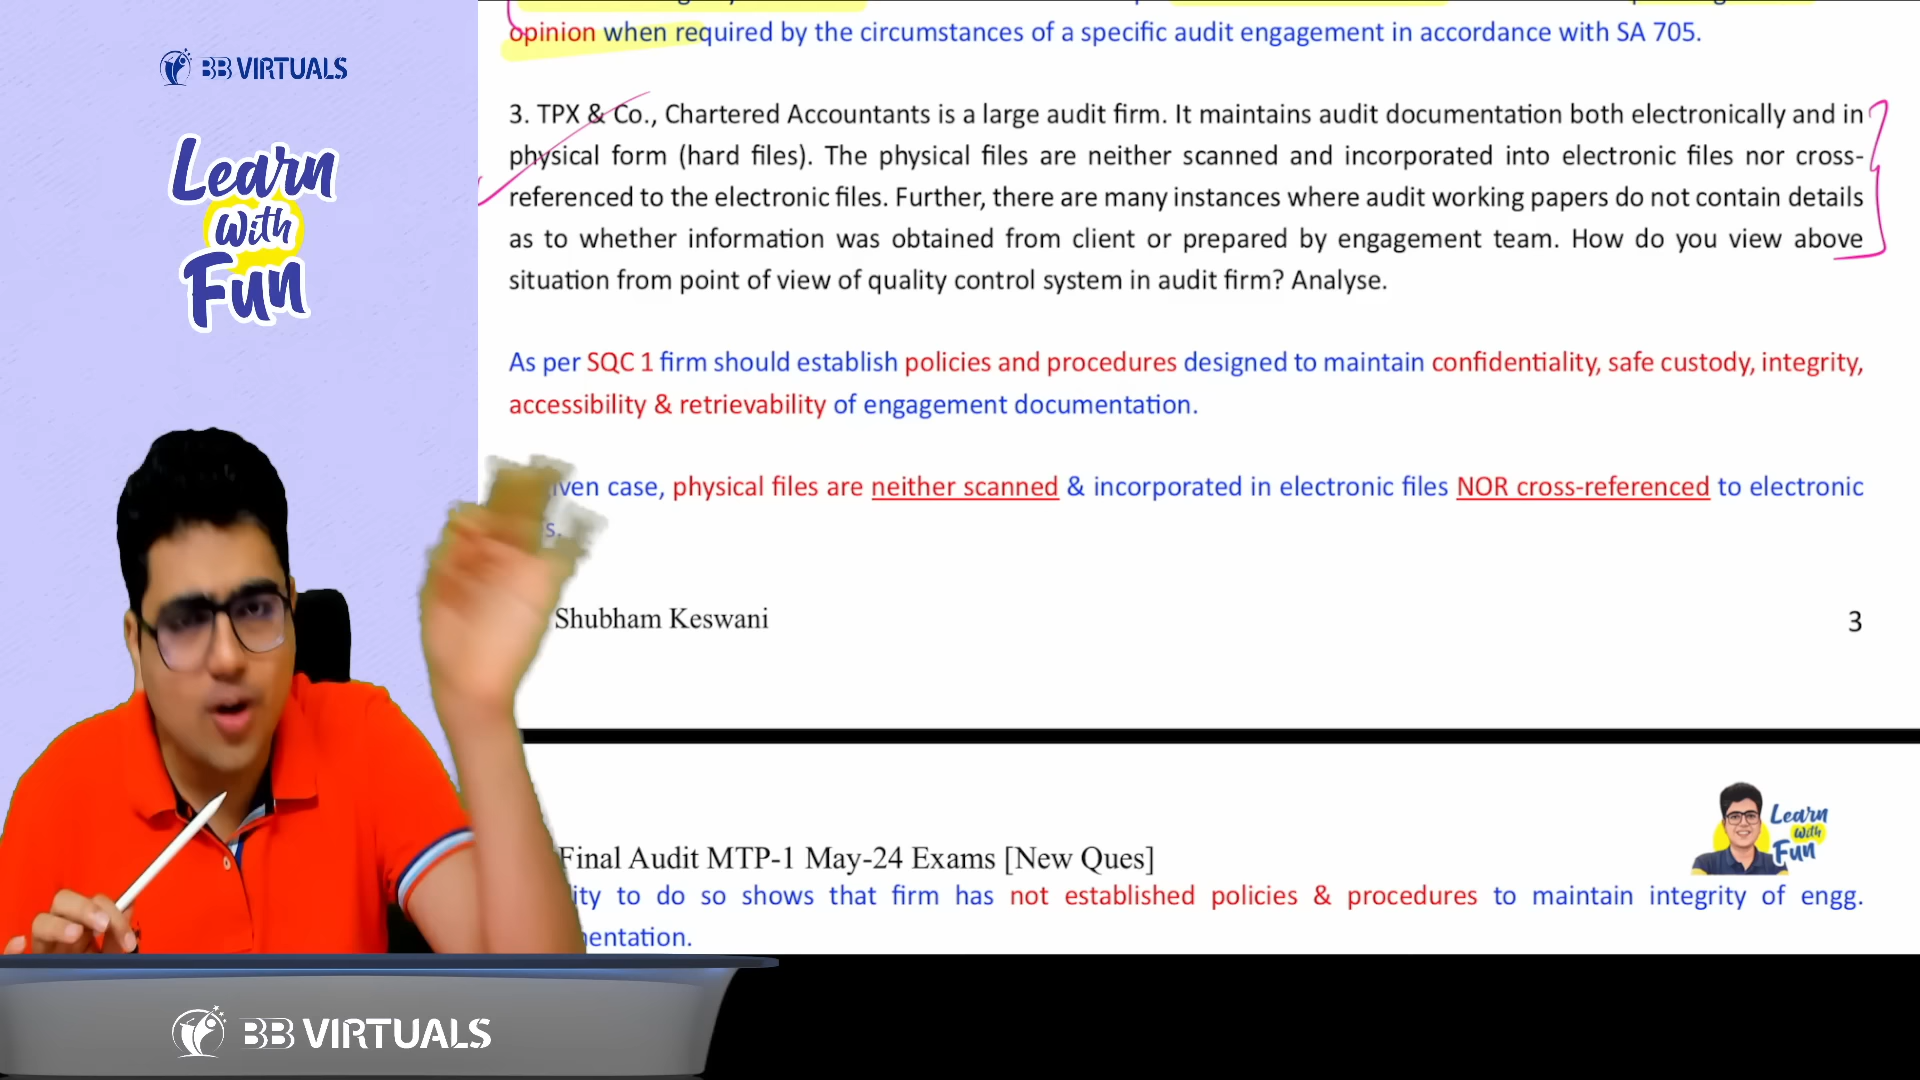 BB VIRTUALS
Learn
With
Fun
opinion when required by the circumstances of a specific audit engagement in accordance with SA 705.
3. TPX & Co., Chartered Accountants is a large audit firm. It maintains audit documentation both electronically and in
physical form (hard files). The physical files are neither scanned and incorporated into electronic files nor cross-
referenced to the electronic files. Further, there are many instances where audit working papers do not contain details
as to whether information was obtained from client or prepared by engagement team. How do you view above
situation from point of view of quality control system in audit firm? Analyse.
As per SQC 1 firm should establish policies and procedures designed to maintain confidentiality, safe custody, integrity,
accessibility & retrievability of engagement documentation.
case, physical files are neither scanned & incorporated in electronic files NOR cross-referenced to electronic
Shubham Keswani
3
Learn
With
Fun
Final Audit MTP-1 May-24 Exams [New Ques]
to do so shows that firm has not established policies & procedures to maintain integrity of engg.
BB VIRTUALS